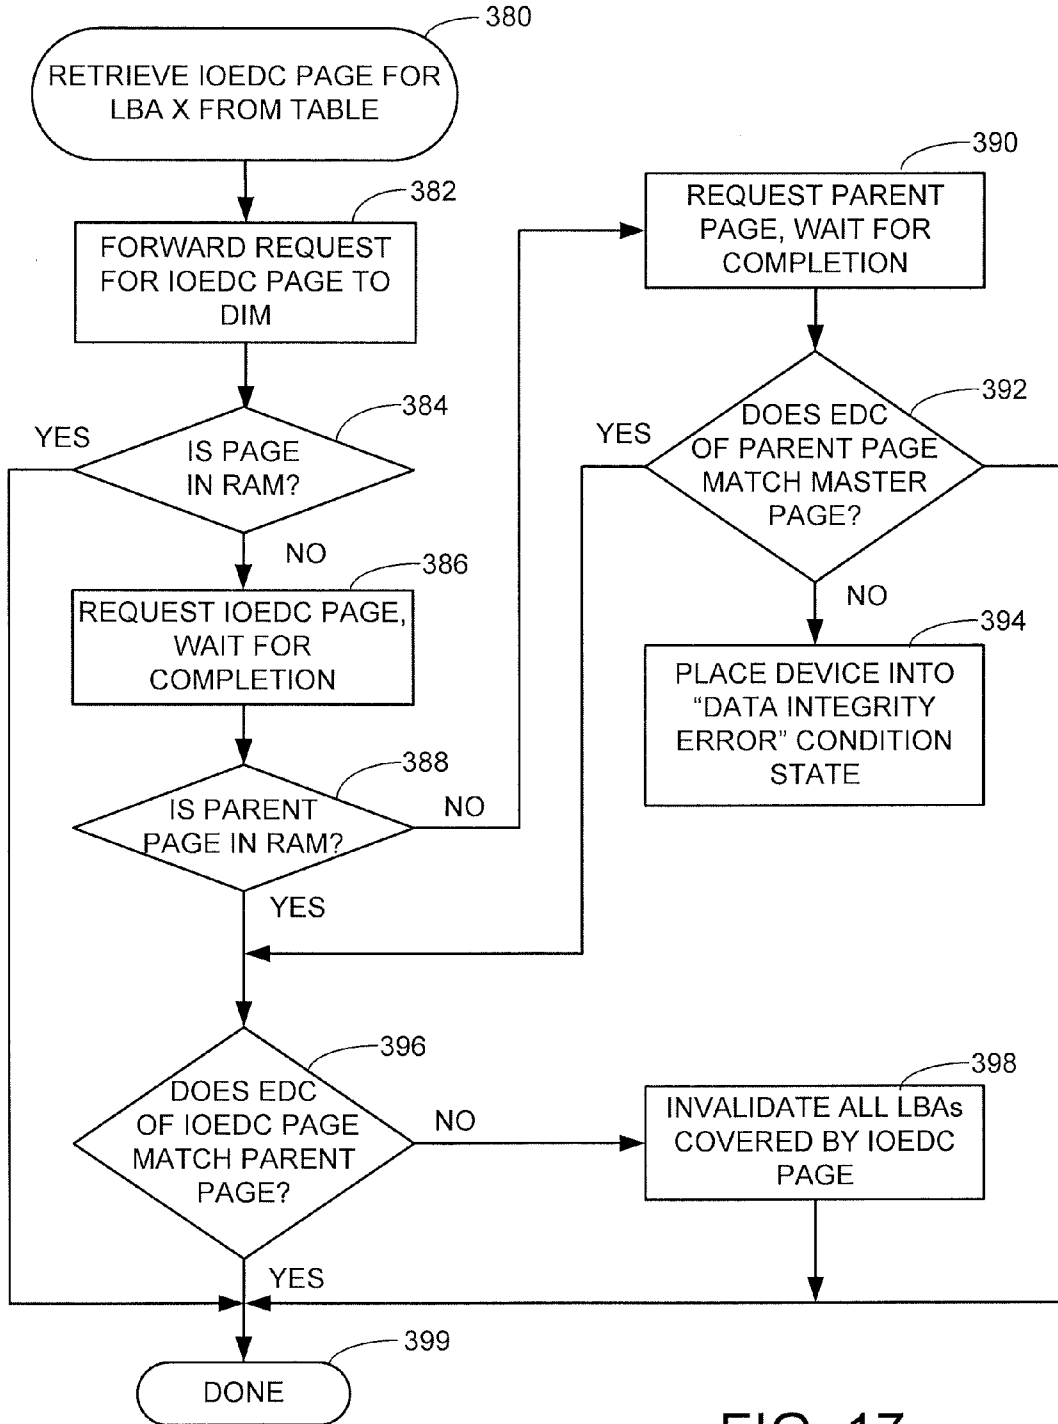 380
RETRIEVE IOEDC PAGE FOR
LBA X FROM TABLE
382
FORWARD REQUEST
FOR IOEDC PAGE TO
DIM
384
YES
IS PAGE
IN RAM?
NO
386
REQUEST IOEDC PAGE,
WAIT FOR
COMPLETION
388
IS PARENT
PAGE IN RAM?
NO
YES
390
REQUEST PARENT
PAGE, WAIT FOR
COMPLETION
392
YES
DOES EDC
OF PARENT PAGE
MATCH MASTER
PAGE?
NO
394
PLACE DEVICE INTO
“DATA INTEGRITY
ERROR” CONDITION
STATE
396
DOES EDC
OF IOEDC PAGE
MATCH PARENT
PAGE?
NO
YES
398
INVALIDATE ALL LBAs
COVERED BY IOEDC
PAGE
399
DONE
FIG. 17